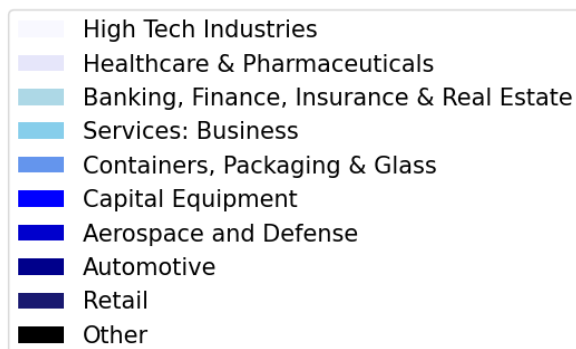 High Tech Industries
Healthcare & Pharmaceuticals
Banking, Finance, Insurance & Real Estate
Services: Business
Containers, Packaging & Glass
Capital Equipment
Aerospace and Defense
Automotive
Retail
Other